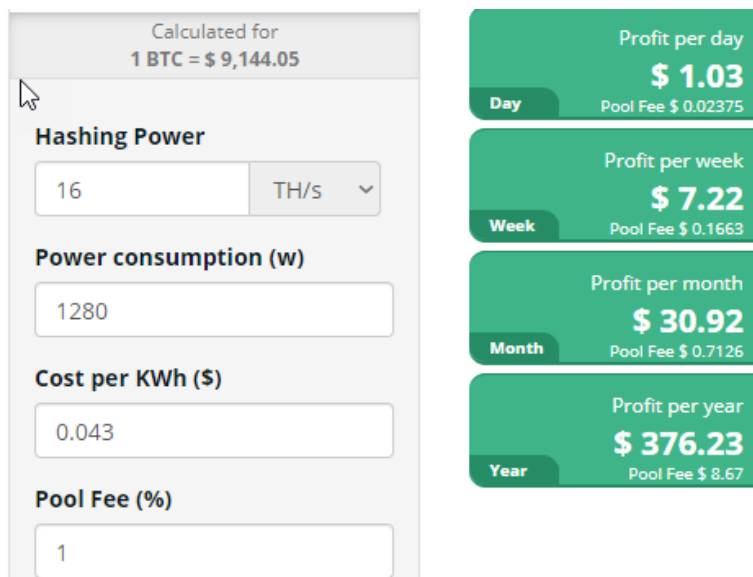 Calculated for
1 BTC = $ 9,144.05
Hashing Power
16 TH/s
Power consumption (w)
1280
Cost per KWh ($)
0.043
Pool Fee (%)
1
Profit per day
$ 1.03
Day Pool Fee $ 0.02375
Profit per week
$ 7.22
Week Pool Fee $ 0.1663
Profit per month
$ 30.92
Month Pool Fee $ 0.7126
Profit per year
$ 376.23
Year Pool Fee $ 8.67